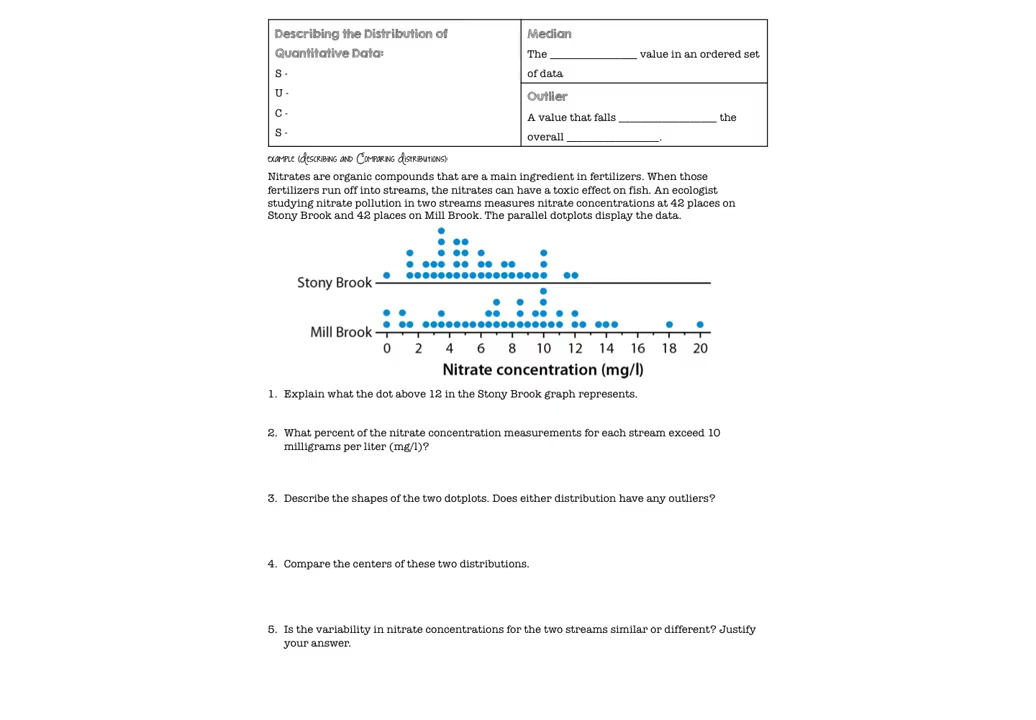 Describing the Distribution of
Quantitative Data:
S -
U -
C -
S -
Median
The ________________ value in an ordered set
of data
Outlier
A value that falls __________________ the
overall _________________.
Example (Describing and Comparing Distributions):
Nitrates are organic compounds that are a main ingredient in fertilizers. When those
fertilizers run off into streams, the nitrates can have a toxic effect on fish. An ecologist
studying nitrate pollution in two streams measures nitrate concentrations at 42 places on
Stony Brook and 42 places on Mill Brook. The parallel dotplots display the data.
Stony Brook
Mill Brook
0 2 4 6 8 10 12 14 16 18 20
Nitrate concentration (mg/l)
1. Explain what the dot above 12 in the Stony Brook graph represents.
2. What percent of the nitrate concentration measurements for each stream exceed 10
milligrams per liter (mg/l)?
3. Describe the shapes of the two dotplots. Does either distribution have any outliers?
4. Compare the centers of these two distributions.
5. Is the variability in nitrate concentrations for the two streams similar or different? Justify
your answer.